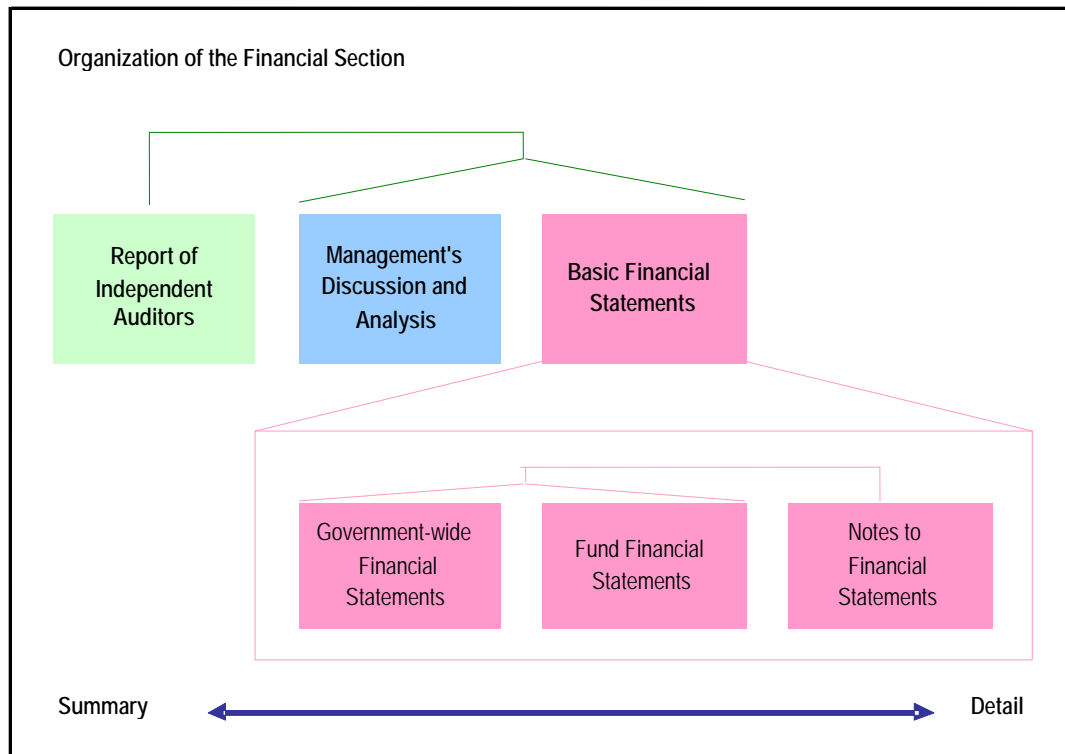 Organization of the Financial Section
Report of
Independent
Auditors
Management's
Discussion and
Analysis
Basic Financial
Statements
Government-wide
Financial
Statements
Fund Financial
Statements
Notes to
Financial
Statements
Summary
Detail